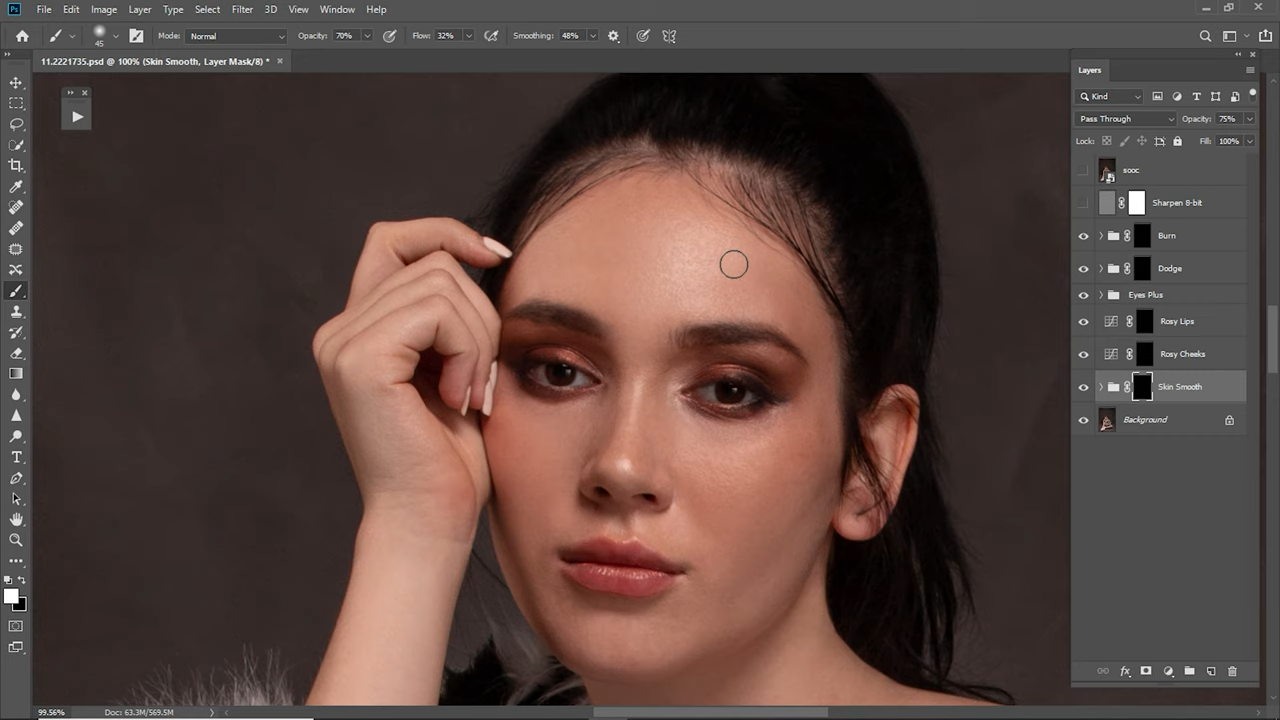 Ps File Edit Image Layer Type Select Filter 3D View Window Help
45 Mode: Normal Opacity: 70% Flow: 32% Smoothing: 48%
11.2221735.psd @ 100% (Skin Smooth, Layer Mask/8) *
Layers
Kind
Pass Through Opacity: 75%
Lock: Fill: 100%
sooc
Sharpen 8-bit
Burn
Dodge
Eyes Plus
Rosy Lips
Rosy Cheeks
Skin Smooth
Background
99.56% Doc: 63.3M/569.5M